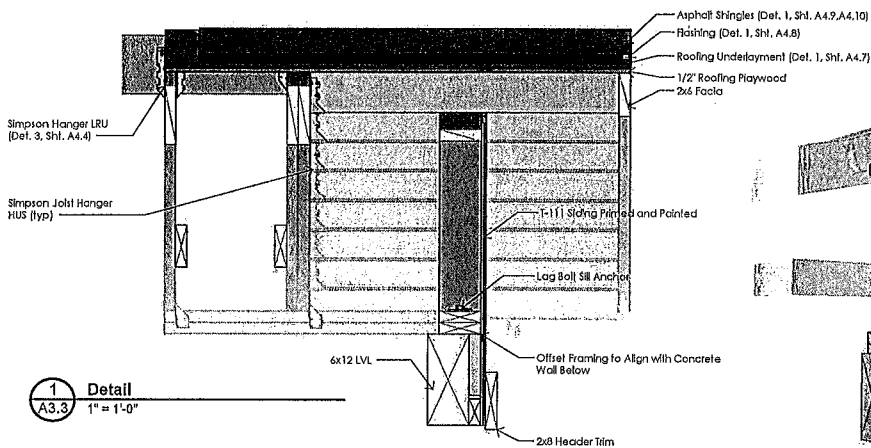 Asphalt Shingles (Det. 1, Sht. A4.9,A4,10)
Flashing (Det. 1, Sht. A4.8)
Roofing Underlayment (Det. 1, Sht. A4.7)
1/2" Roofing Playwood
2x6 Facia
Simpson Hanger LRU
(Det. 3, Sht. A4.4)
Simpson Joist Hanger
HUS (typ)
T-111 Siding Primed and Painted
Lag Bolt Sill Anchor
6x12 LVL
Offset Framing to Align with Concrete
Wall Below
2x8 Header Trim
1
A3.3
Detail
1" = 1'-0"